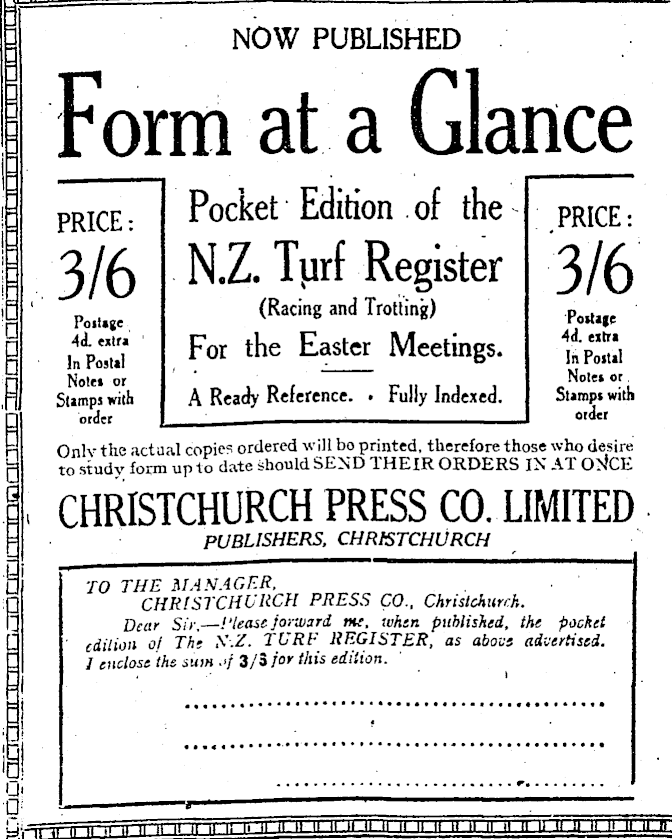 NOW PUBLISHED
Form at a Glance
PRICE:
3/6
Postage
4d. extra
In Postal
Notes or
Stamps with
order
Pocket Edition of the
N.Z. Turf Register
(Racing and Trotting)
For the Easter Meetings.
A Ready Reference. • Fully Indexed.
PRICE:
3/6
Postage
4d. extra
In Postal
Notes or
Stamps with
order
Only the actual copies ordered will be printed, therefore those who desire
to study form up to date should SEND THEIR ORDERS IN AT ONCE
CHRISTCHURCH PRESS CO. LIMITED
PUBLISHERS, CHRISTCHURCH
TO THE MANAGER,
CHRISTCHURCH PRESS CO., Christchurch.
Dear Sir,—Please forward me, when published, the pocket
edition of The N.Z. TURF REGISTER, as above advertised.
I enclose the sum of 3/3 for this edition.